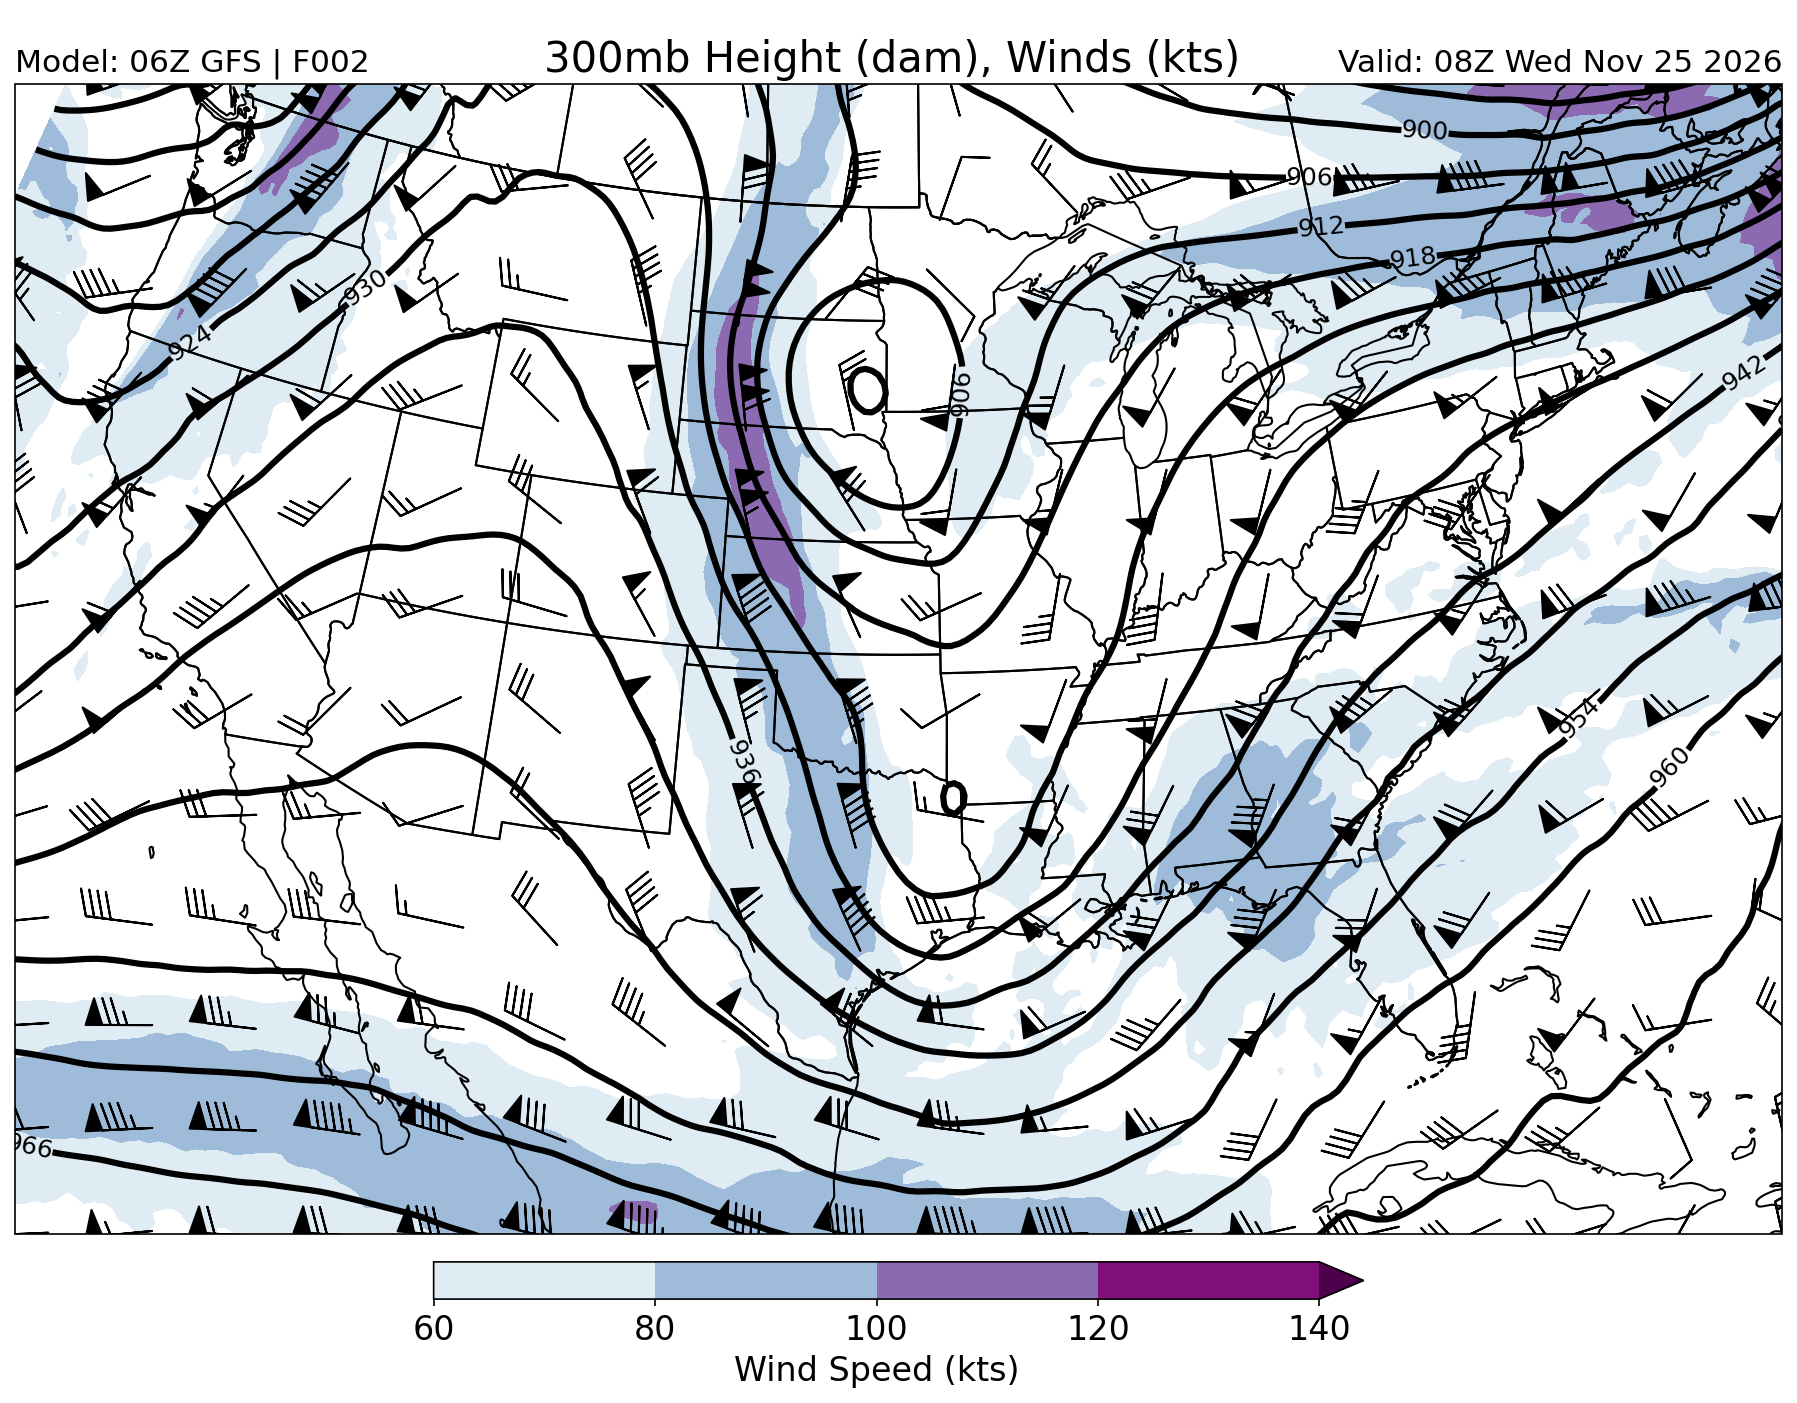 Model: 06Z GFS | F002
300mb Height (dam), Winds (kts)
Valid: 08Z Wed Nov 25 2026
900
906
912
918
930
924
906
942
936
954
960
966
60 80 100 120 140
Wind Speed (kts)